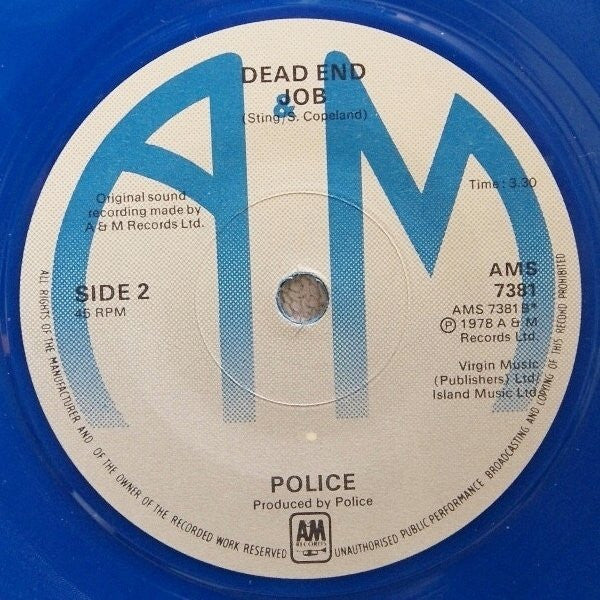 DEAD END
JOB
(Sting/S. Copeland)
A&M
Original sound
recording made by
A & M Records Ltd.
Time: 3.30
SIDE 2
45 RPM
AMS
7381
AMS 7381 B*
Ⓟ 1978 A & M
Records Ltd.
Virgin Music
(Publishers) Ltd/
Island Music Ltd.
POLICE
Produced by Police
AM
RECORDS
ALL RIGHTS OF THE MANUFACTURER AND OF THE OWNER OF THE RECORDED WORK RESERVED UNAUTHORISED PUBLIC PERFORMANCE BROADCASTING AND COPYING OF THIS RECORD PROHIBITED